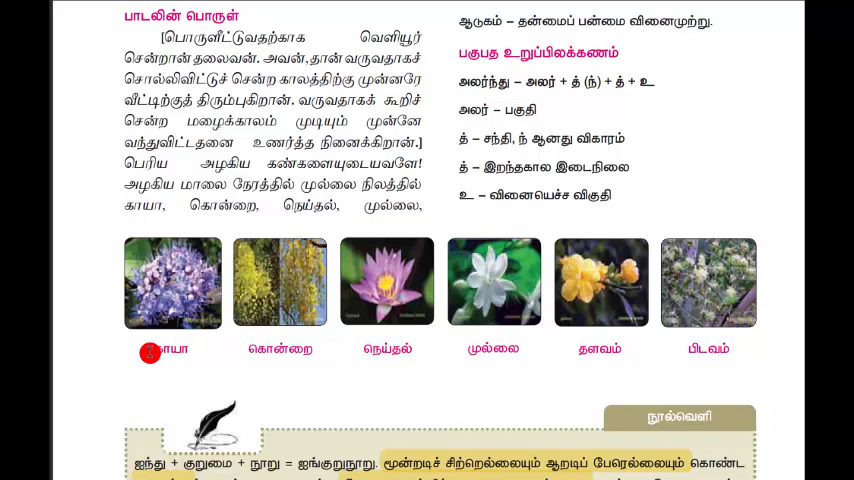 பாடலின் பொருள்
[பொருளீட்டுவதற்காக வெளியூர்
சென்றான் தலைவன். அவன், தான் வருவதாகச்
சொல்லிவிட்டுச் சென்ற காலத்திற்கு முன்னரே
வீட்டிற்குத் திரும்புகிறான். வருவதாகக் கூறிச்
சென்ற மழைக்காலம் முடியும் முன்னே
வந்துவிட்டதனை உணர்த்த நினைக்கிறான்.]
பெரிய அழகிய கண்களையுடையவளே!
அழகிய மாலை நேரத்தில் முல்லை நிலத்தில்
காயா, கொன்றை, நெய்தல், முல்லை,
ஆடுகம் – தன்மைப் பன்மை வினைமுற்று.
பகுபத உறுப்பிலக்கணம்
அலர்ந்து – அலர் + த் (ந்) + த் + உ
அலர் – பகுதி
த் – சந்தி, ந் ஆனது விகாரம்
த் – இறந்தகால இடைநிலை
உ – வினையெச்ச விகுதி
காயா கொன்றை நெய்தல் முல்லை தளவம் பிடவம்
நூல்வெளி
ஐந்து + குறுமை + நூறு = ஐங்குறுநூறு. மூன்றடிச் சிற்றெல்லையும் ஆறடிப் பேரெல்லையும் கொண்ட